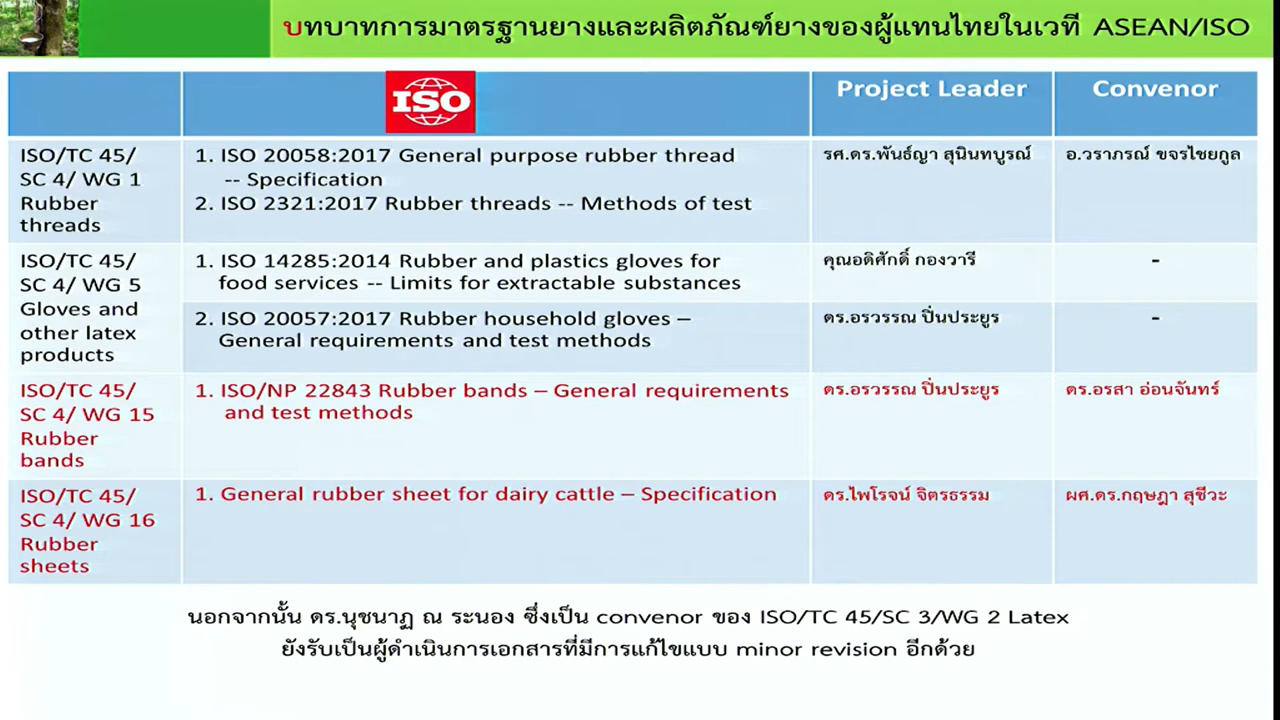 บทบาทการมาตรฐานยางและผลิตภัณฑ์ยางของผู้แทนไทยในเวที ASEAN/ISO
ISO
Project Leader
Convenor
ISO/TC 45/
SC 4/ WG 1
Rubber
threads
1. ISO 20058:2017 General purpose rubber thread
-- Specification
2. ISO 2321:2017 Rubber threads -- Methods of test
รศ.ดร.พันธ์ญา สุนินทบูรณ์
อ.วราภรณ์ ขจรไชยกูล
ISO/TC 45/
SC 4/ WG 5
Gloves and
other latex
products
1. ISO 14285:2014 Rubber and plastics gloves for
food services -- Limits for extractable substances
คุณอดิศักดิ์ กองวารี
-
2. ISO 20057:2017 Rubber household gloves –
General requirements and test methods
ดร.อรวรรณ ปิ่นประยูร
-
ISO/TC 45/
SC 4/ WG 15
Rubber
bands
1. ISO/NP 22843 Rubber bands – General requirements
and test methods
ดร.อรวรรณ ปิ่นประยูร
ดร.อรสา อ่อนจันทร์
ISO/TC 45/
SC 4/ WG 16
Rubber
sheets
1. General rubber sheet for dairy cattle – Specification
ดร.ไพโรจน์ จิตรธรรม
ผศ.ดร.กฤษฎา สุชีวะ
นอกจากนั้น ดร.นุชนาฏ ณ ระนอง ซึ่งเป็น convenor ของ ISO/TC 45/SC 3/WG 2 Latex
ยังรับเป็นผู้ดำเนินการเอกสารที่มีการแก้ไขแบบ minor revision อีกด้วย